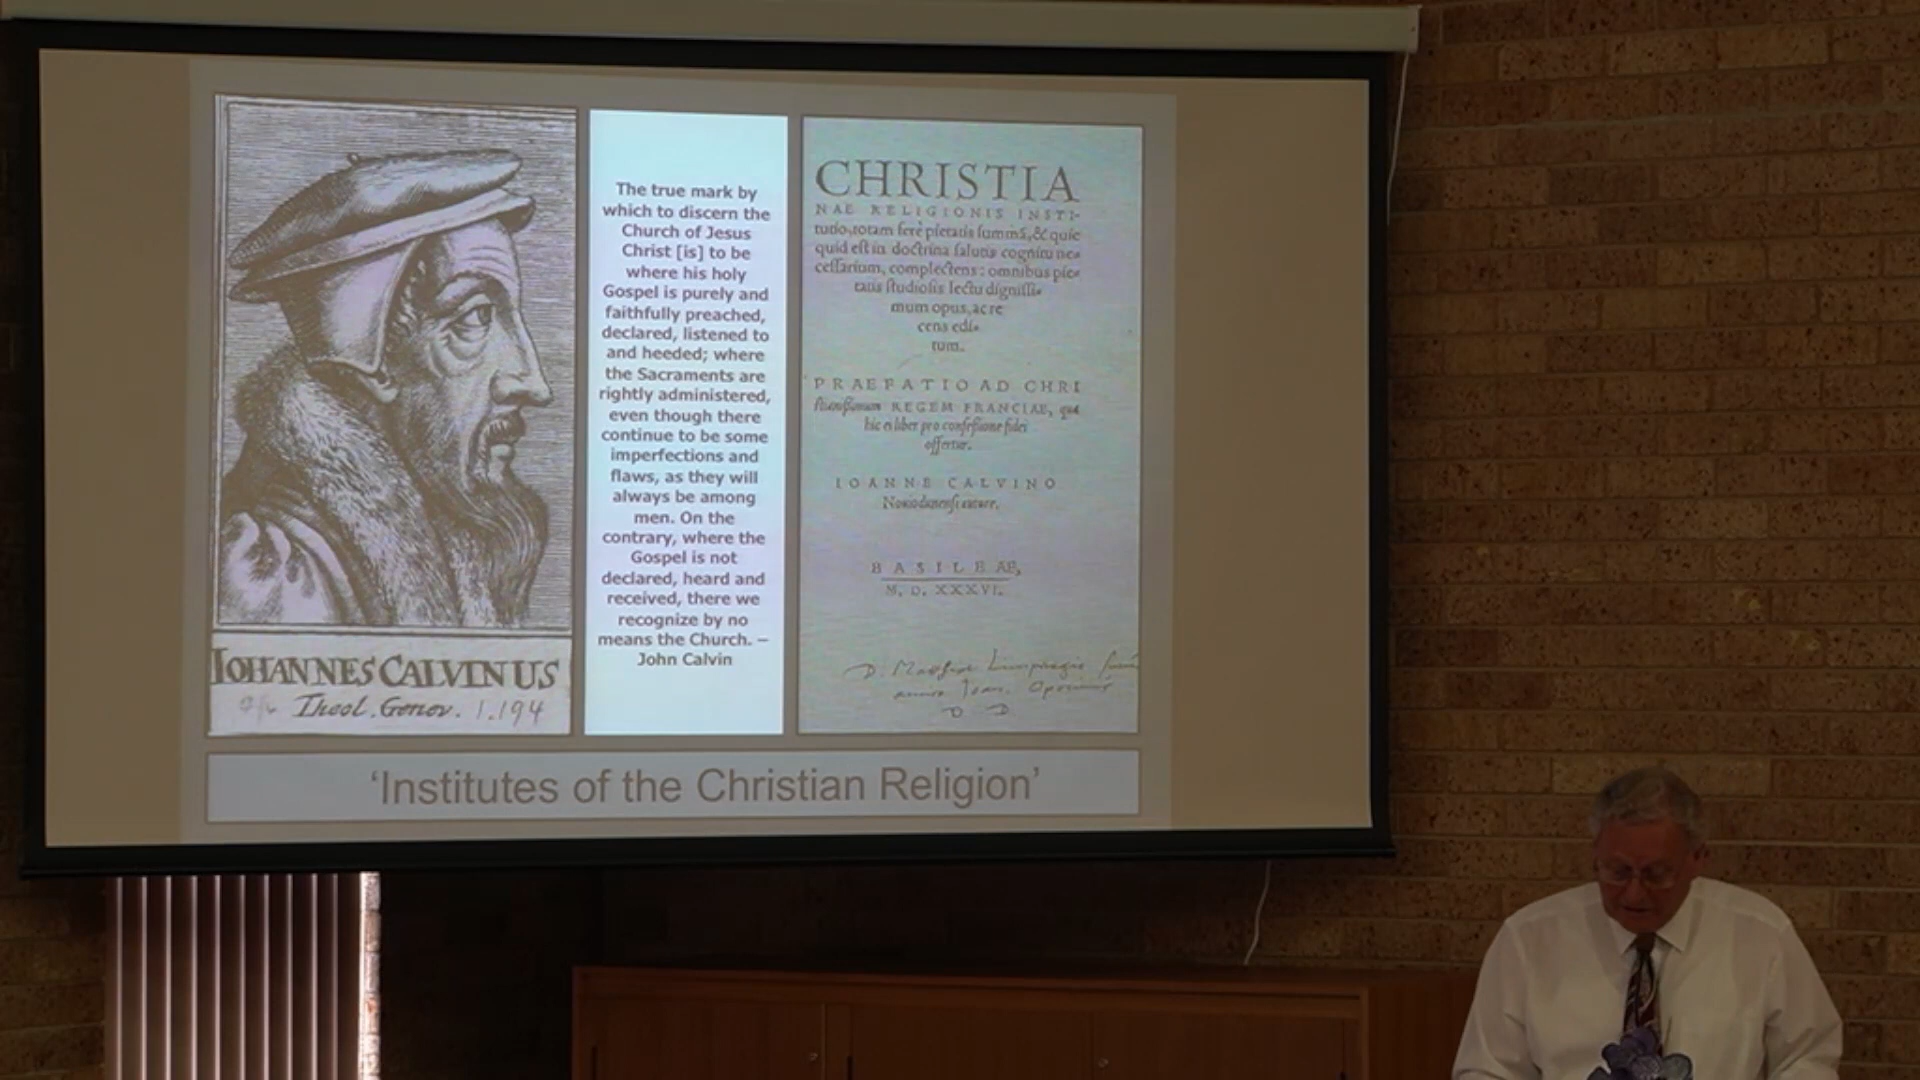 IOHANNES CALVINUS
Theol. Genev. 1.194
The true mark by
which to discern the
Church of Jesus
Christ [is] to be
where his holy
Gospel is purely and
faithfully preached,
declared, listened to
and heeded; where
the Sacraments are
rightly administered,
even though there
continue to be some
imperfections and
flaws, as they will
always be among
men. On the
contrary, where the
Gospel is not
declared, heard and
received, there we
recognize by no
means the Church. –
John Calvin
CHRISTIA
NAE RELIGIONIS INSTI-
tutio, totam ferè pietatis summã, & quic
quid est in doctrina salutis cognitu ne=
cessarium, complectens: omnibus pie=
tatis studiosis lectu dignissi=
mum opus, ac re
cens edi=
tum.
PRAEFATIO AD CHRI
stianissimum REGEM FRANCIAE, qua
hic ei liber pro confessione fidei
offertur.
IOANNE CALVINO
Nouiodunensi autore.
BASILEAE,
M. D. XXXVI.
‘Institutes of the Christian Religion’